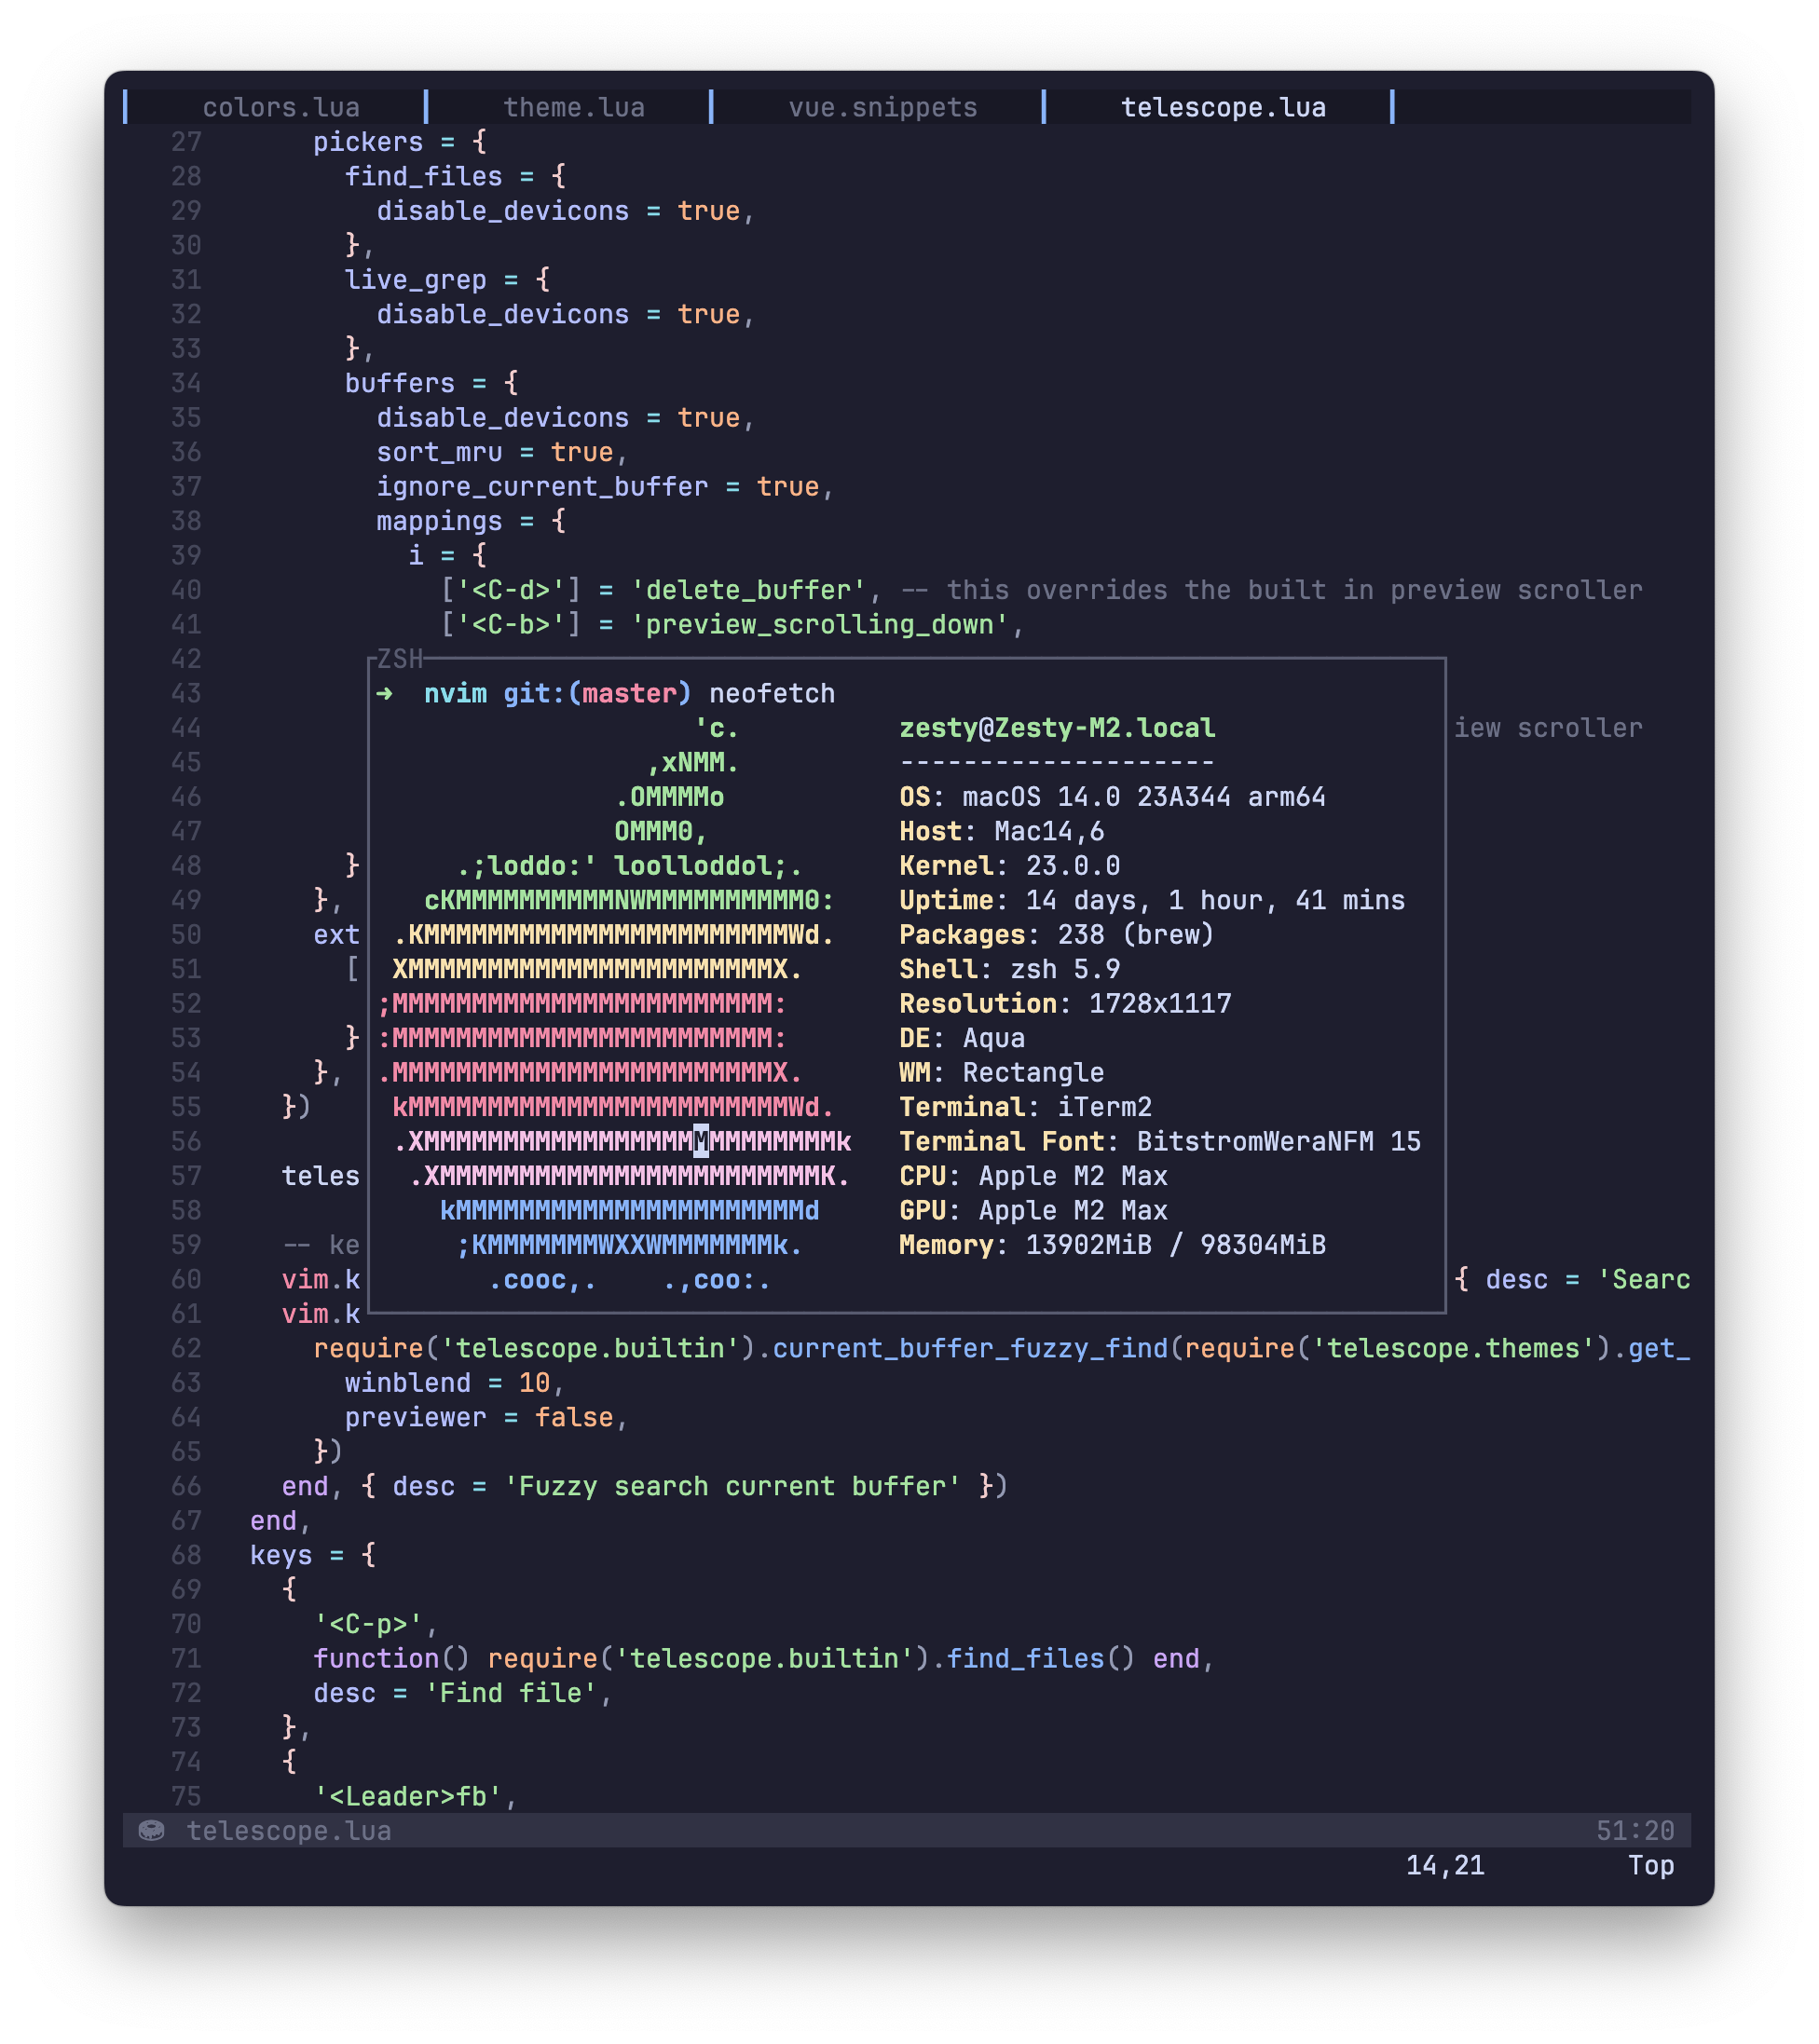 colors.lua theme.lua vue.snippets telescope.lua
27       pickers = {
28         find_files = {
29           disable_devicons = true,
30         },
31         live_grep = {
32           disable_devicons = true,
33         },
34         buffers = {
35           disable_devicons = true,
36           sort_mru = true,
37           ignore_current_buffer = true,
38           mappings = {
39             i = {
40               ['<C-d>'] = 'delete_buffer', -- this overrides the built in preview scroller
41               ['<C-b>'] = 'preview_scrolling_down',
42 ZSH
43 ➜  nvim git:(master) neofetch
44                     'c.          zesty@Zesty-M2.local iew scroller
45                  ,xNMM.          --------------------
46                .OMMMMo           OS: macOS 14.0 23A344 arm64
47                OMMM0,            Host: Mac14,6
48         }      .;loddo:' loolloddol;.      Kernel: 23.0.0
49       },     cKMMMMMMMMMMNWMMMMMMMMMM0:    Uptime: 14 days, 1 hour, 41 mins
50       ext  .KMMMMMMMMMMMMMMMMMMMMMMMWd.    Packages: 238 (brew)
51         [  XMMMMMMMMMMMMMMMMMMMMMMMX.      Shell: zsh 5.9
52         ;MMMMMMMMMMMMMMMMMMMMMMMM:       Resolution: 1728x1117
53         } :MMMMMMMMMMMMMMMMMMMMMMMM:       DE: Aqua
54       },  .MMMMMMMMMMMMMMMMMMMMMMMMX.      WM: Rectangle
55     })     kMMMMMMMMMMMMMMMMMMMMMMMMWd.    Terminal: iTerm2
56          .XMMMMMMMMMMMMMMMMMMMMMMMMMMk   Terminal Font: BitstromWeraNFM 15
57     teles   .XMMMMMMMMMMMMMMMMMMMMMMMMK.   CPU: Apple M2 Max
58             kMMMMMMMMMMMMMMMMMMMMMMd     GPU: Apple M2 Max
59     -- ke      ;KMMMMMMMWXXWMMMMMMMk.      Memory: 13902MiB / 98304MiB
60     vim.k        .cooc,.    .,coo:. { desc = 'Searc
61     vim.k
62       require('telescope.builtin').current_buffer_fuzzy_find(require('telescope.themes').get_
63         winblend = 10,
64         previewer = false,
65       })
66     end, { desc = 'Fuzzy search current buffer' })
67   end,
68   keys = {
69     {
70       '<C-p>',
71       function() require('telescope.builtin').find_files() end,
72       desc = 'Find file',
73     },
74     {
75       '<Leader>fb',
telescope.lua 51:20
14,21 Top